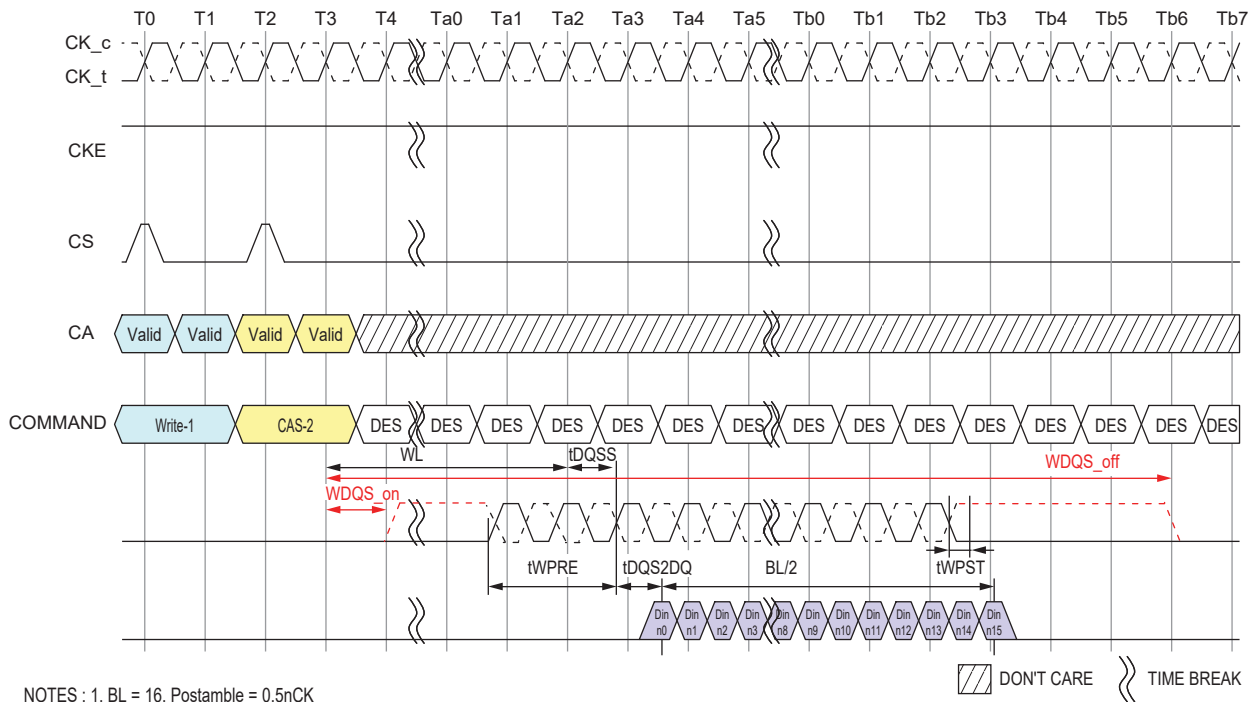 T0 T1 T2 T3 T4 Ta0 Ta1 Ta2 Ta3 Ta4 Ta5 Tb0 Tb1 Tb2 Tb3 Tb4 Tb5 Tb6 Tb7
CK_c
CK_t
CKE
CS
CA Valid Valid Valid Valid
COMMAND Write-1 CAS-2 DES DES DES DES DES DES DES DES DES DES DES DES DES DES DES
WL tDQSS WDQS_off
WDQS_on
tWPRE tDQS2DQ BL/2 tWPST
Din Din Din Din Din Din Din Din Din Din Din Din
n0 n1 n2 n3 n8 n9 n10 n11 n12 n13 n14 n15
DON'T CARE TIME BREAK
NOTES : 1. BL = 16, Postamble = 0.5nCK